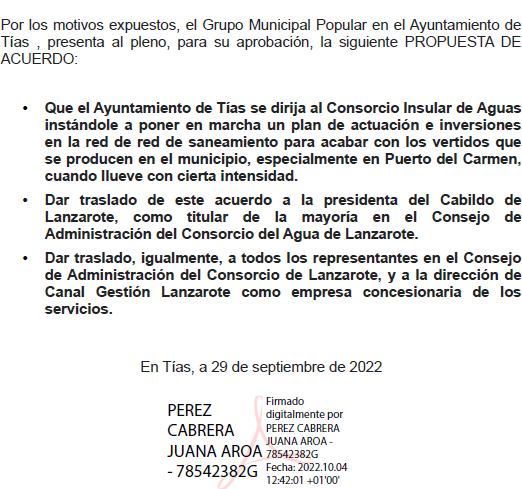 Por los motivos expuestos, el Grupo Municipal Popular en el Ayuntamiento de
Tías , presenta al pleno, para su aprobación, la siguiente PROPUESTA DE
ACUERDO:
• Que el Ayuntamiento de Tías se dirija al Consorcio Insular de Aguas
instándole a poner en marcha un plan de actuación e inversiones
en la red de red de saneamiento para acabar con los vertidos que
se producen en el municipio, especialmente en Puerto del Carmen,
cuando llueve con cierta intensidad.
• Dar traslado de este acuerdo a la presidenta del Cabildo de
Lanzarote, como titular de la mayoría en el Consejo de
Administración del Consorcio del Agua de Lanzarote.
• Dar traslado, igualmente, a todos los representantes en el Consejo
de Administración del Consorcio de Lanzarote, y a la dirección de
Canal Gestión Lanzarote como empresa concesionaria de los
servicios.
En Tías, a 29 de septiembre de 2022
PEREZ
CABRERA
JUANA AROA
- 78542382G
Firmado
digitalmente por
PEREZ CABRERA
JUANA AROA -
78542382G
Fecha: 2022.10.04
12:42:01 +01'00'